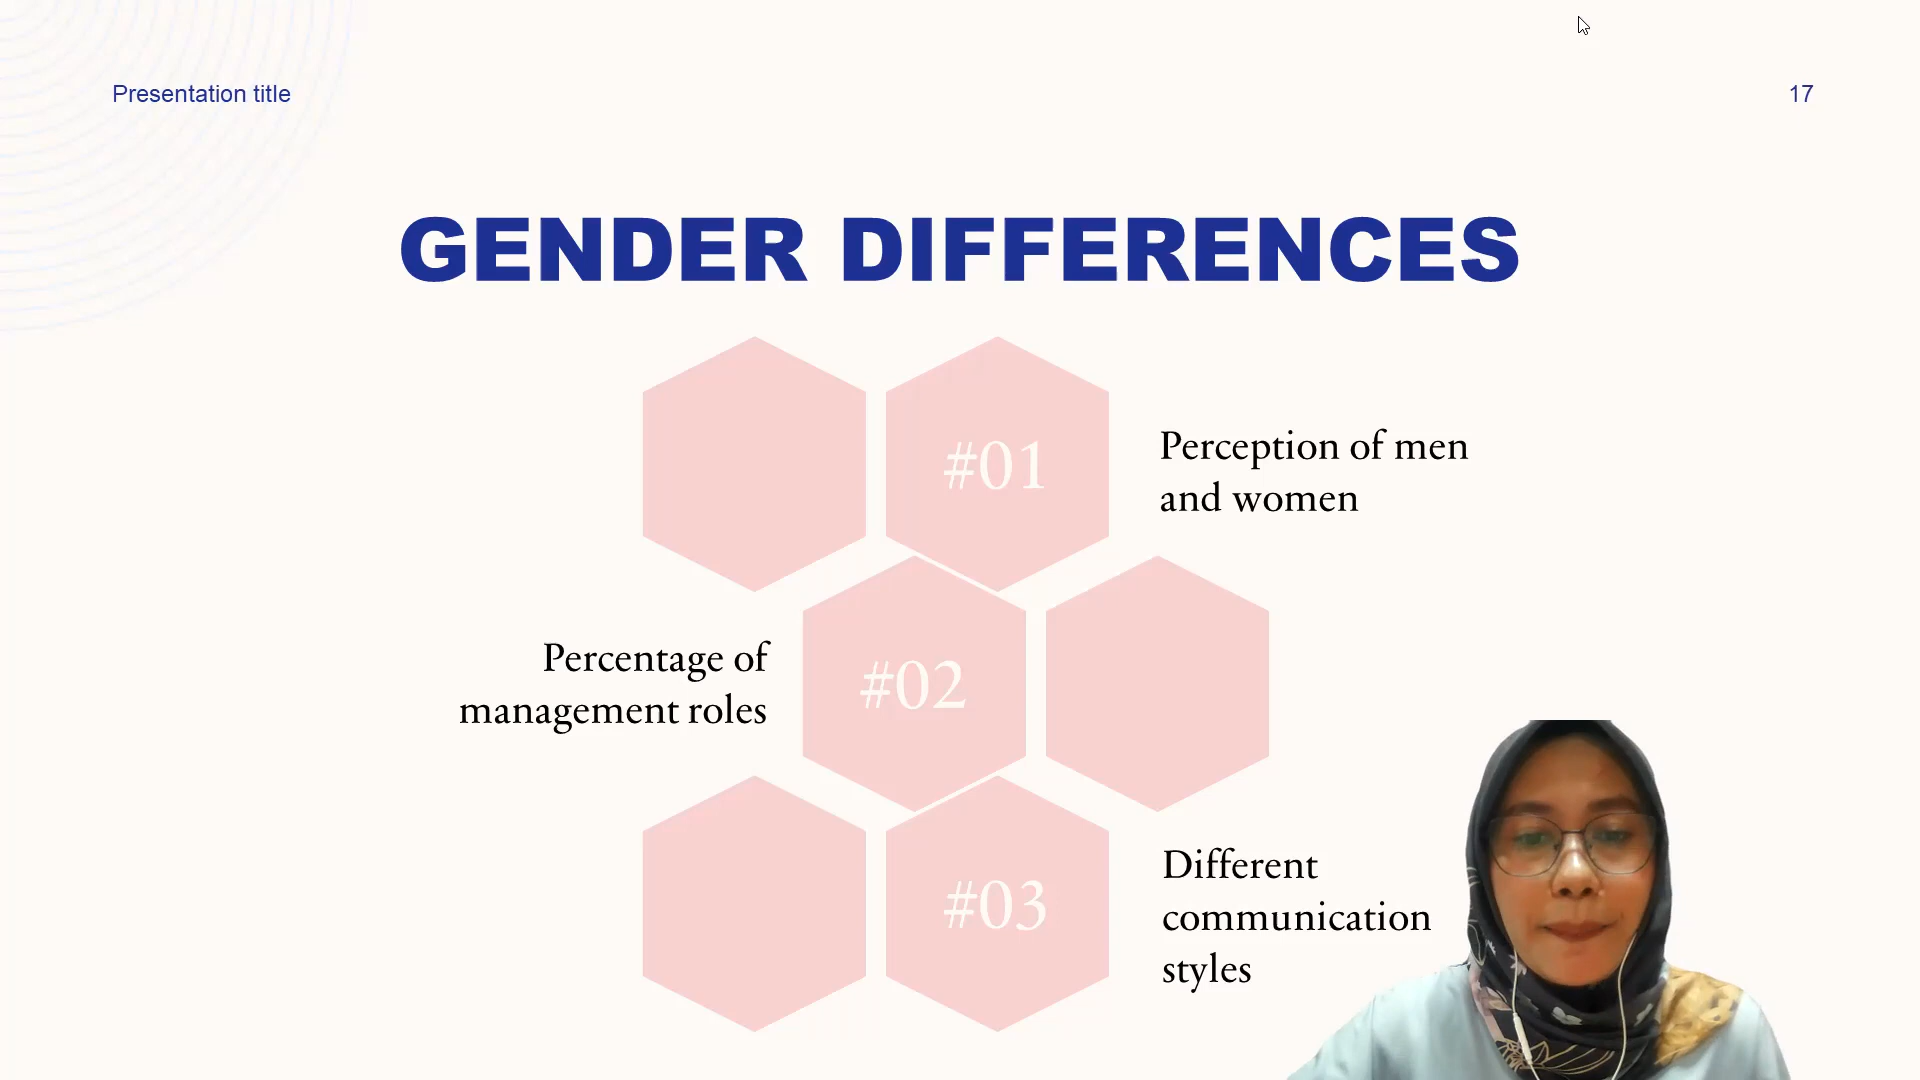 Presentation title
17
GENDER DIFFERENCES
#01
Perception of men
and women
Percentage of
management roles
#02
#03
Different
communication
styles